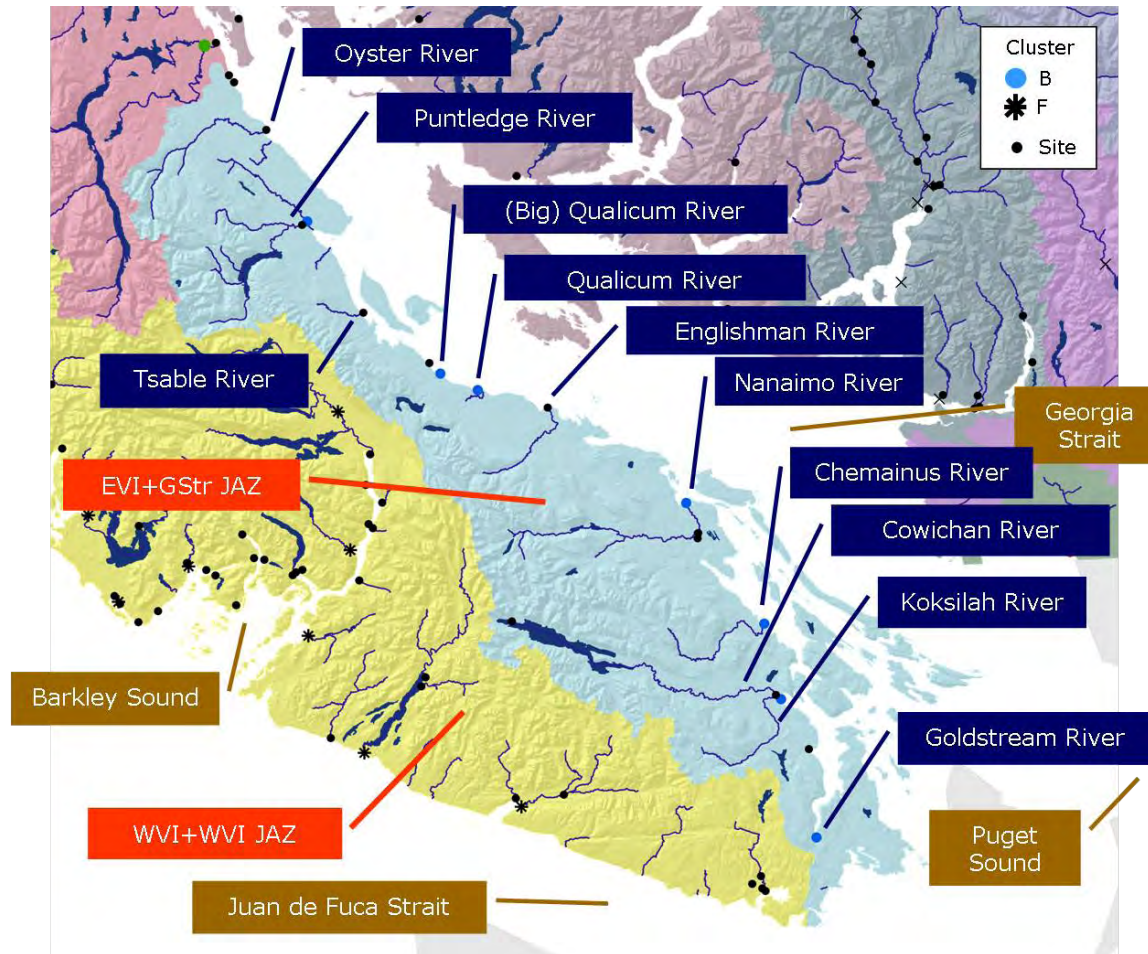 Oyster River
Puntledge River
(Big) Qualicum River
Qualicum River
Englishman River
Nanaimo River
Tsable River
Georgia
Strait
EVI+GStr JAZ
Chemainus River
Cowichan River
Koksilah River
Barkley Sound
Goldstream River
WVI+WVI JAZ
Puget
Sound
Juan de Fuca Strait
Cluster
B
F
Site